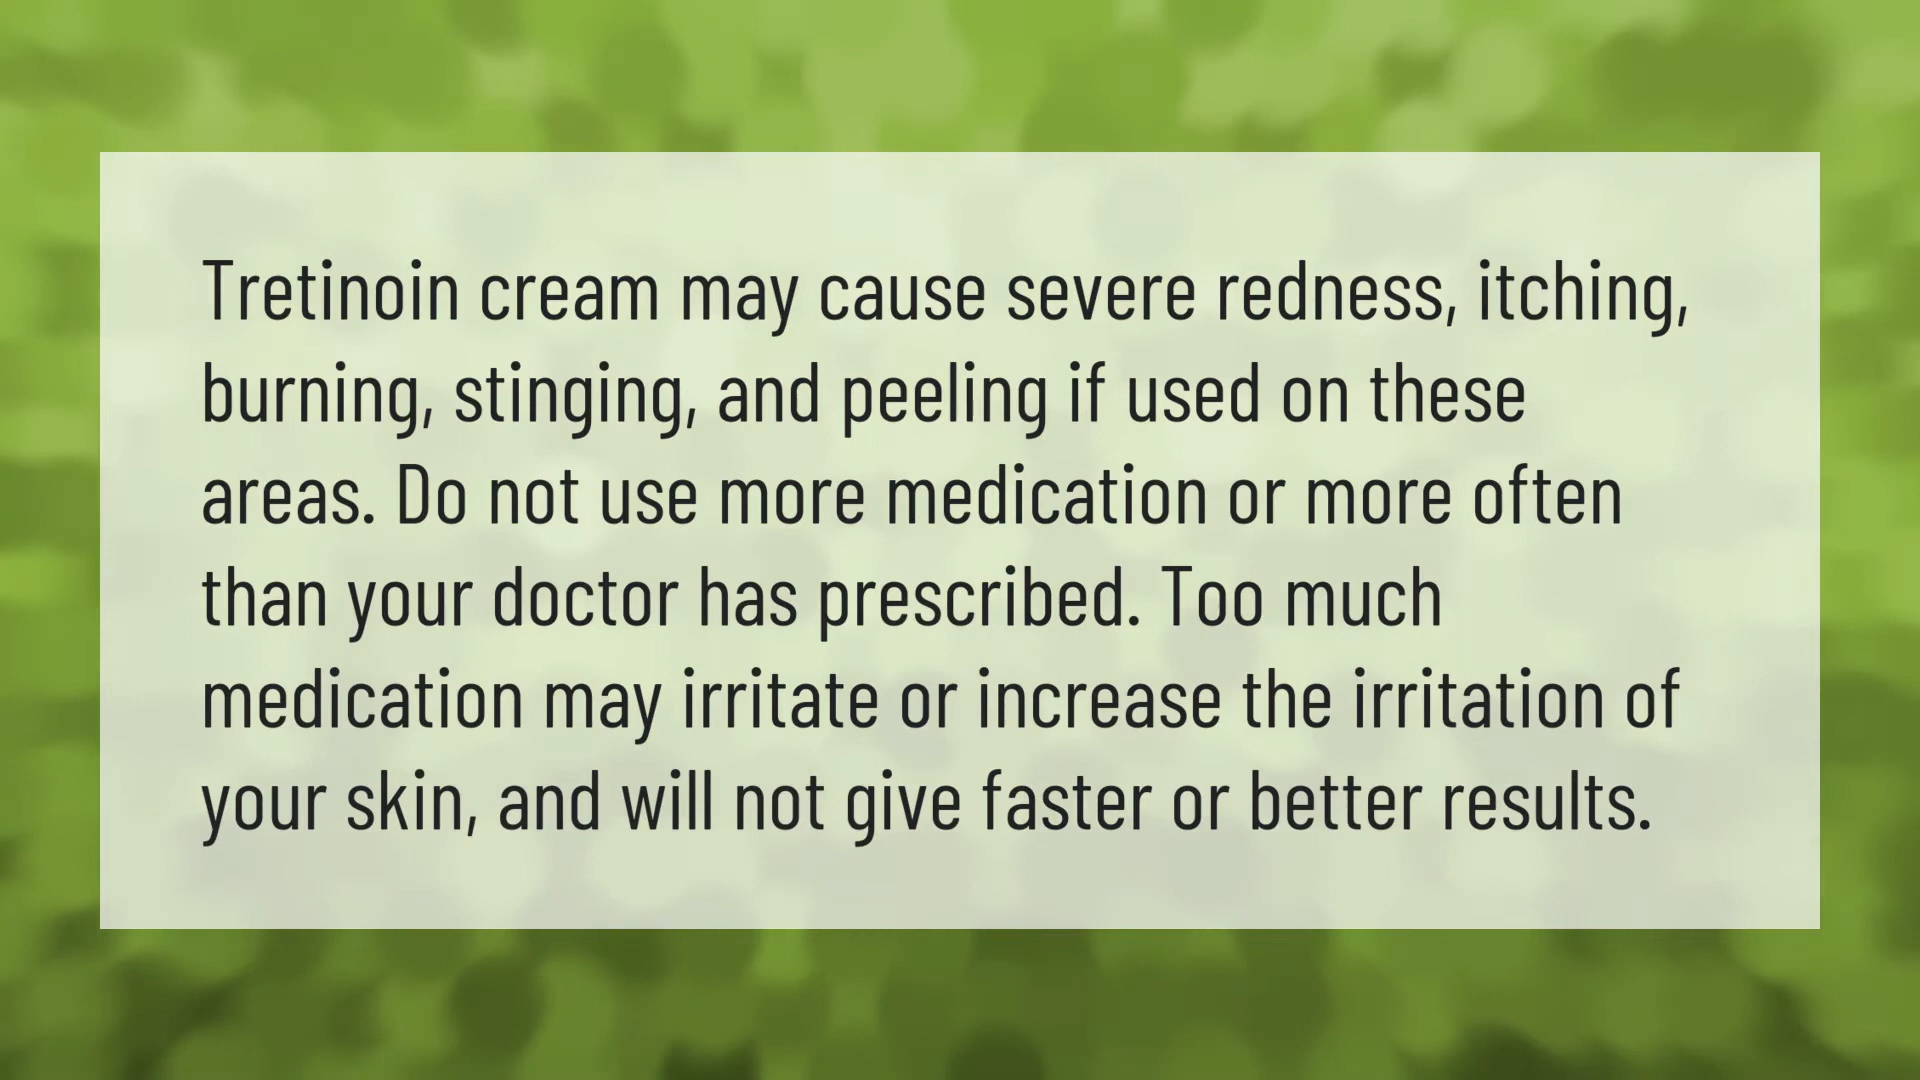 Tretinoin cream may cause severe redness, itching,
burning, stinging, and peeling if used on these
areas. Do not use more medication or more often
than your doctor has prescribed. Too much
medication may irritate or increase the irritation of
your skin, and will not give faster or better results.